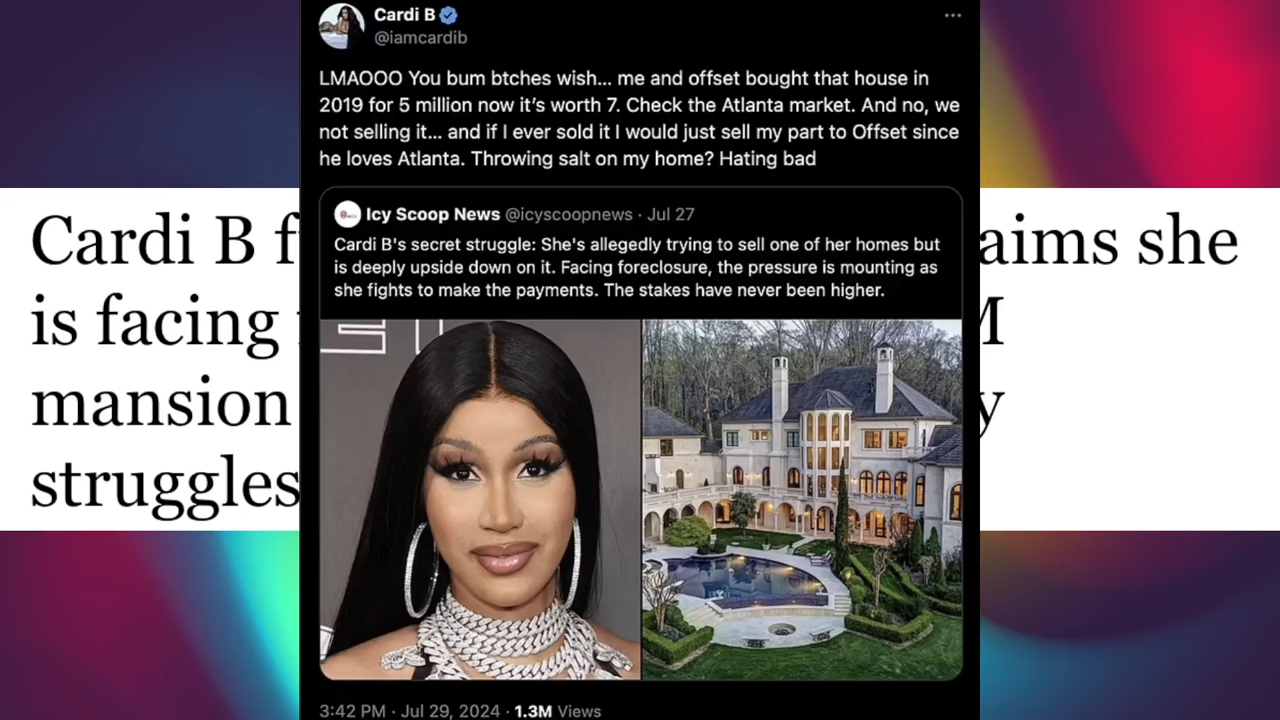 Cardi B
@iamcardib
LMAOOO You bum btches wish... me and offset bought that house in
2019 for 5 million now it's worth 7. Check the Atlanta market. And no, we
not selling it... and if I ever sold it I would just sell my part to Offset since
he loves Atlanta. Throwing salt on my home? Hating bad
Icy Scoop News @icyscoopnews · Jul 27
Cardi B's secret struggle: She's allegedly trying to sell one of her homes but
is deeply upside down on it. Facing foreclosure, the pressure is mounting as
she fights to make the payments. The stakes have never been higher.
3:42 PM · Jul 29, 2024 · 1.3M Views
Cardi B
she
is facing
mansion
struggles